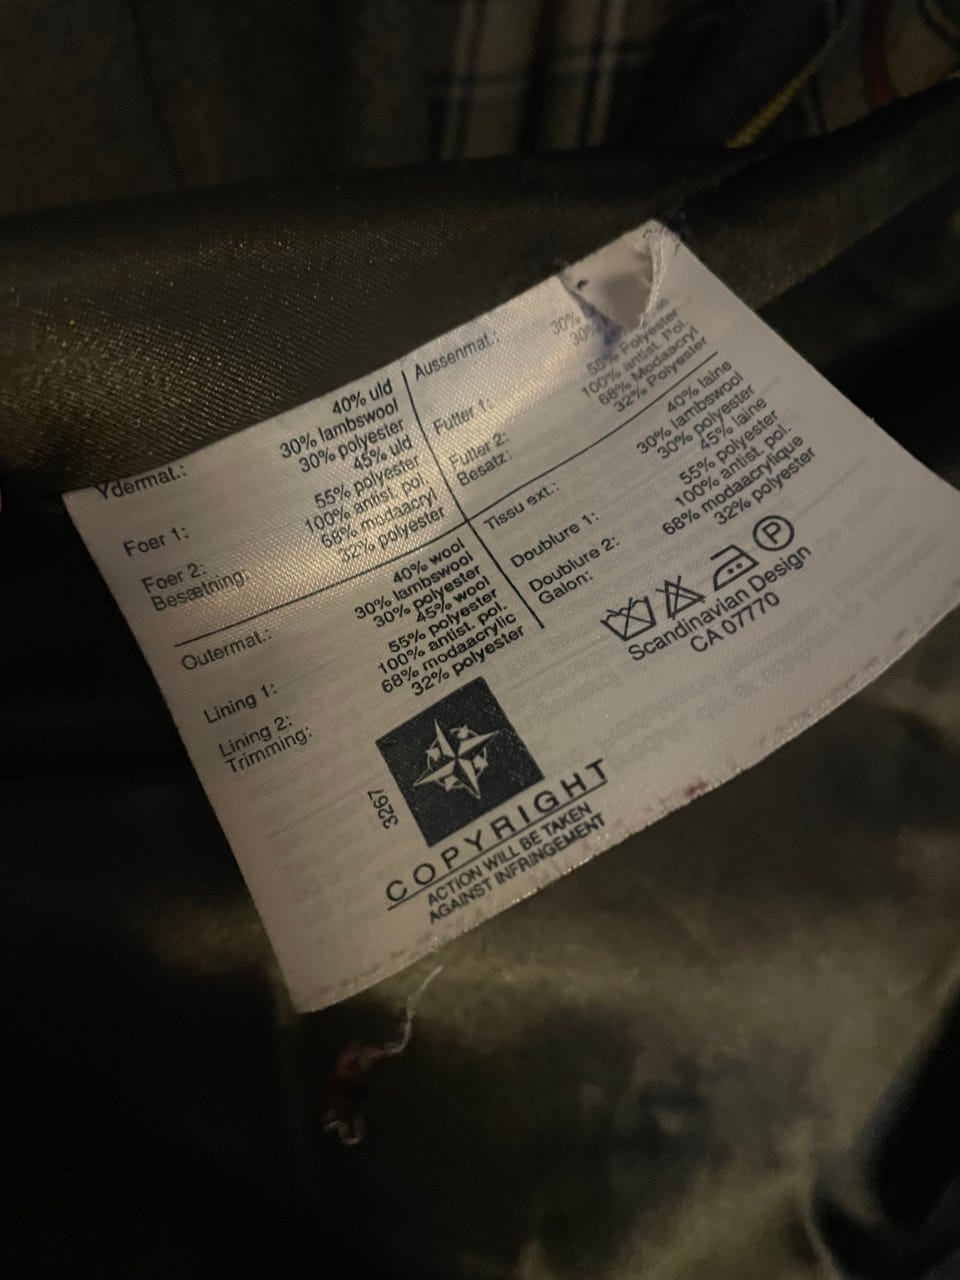 Ydermat.: 40% uld
30% lambswool
30% polyester
Foer 1: 45% uld
55% polyester
Foer 2: 100% antist. pol.
Besætning: 68% modaacryl
32% polyester
Aussenmat.: 30%
30%
Futter 1:
55% Polyester
Futter 2: 100% antist. Pol.
Besatz: 68% Modaacryl
32% Polyester
Outermat.: 40% wool
30% lambswool
30% polyester
Lining 1: 45% wool
55% polyester
Lining 2: 100% antist. pol.
Trimming: 68% modaacrylic
32% polyester
Tissu ext.: 40% laine
30% lambswool
30% polyester
Doublure 1: 45% laine
55% polyester
Doublure 2: 100% antist. pol.
Galon: 68% modaacrylique
32% polyester
P
Scandinavian Design
CA 07770
3267
COPYRIGHT
ACTION WILL BE TAKEN
AGAINST INFRINGEMENT